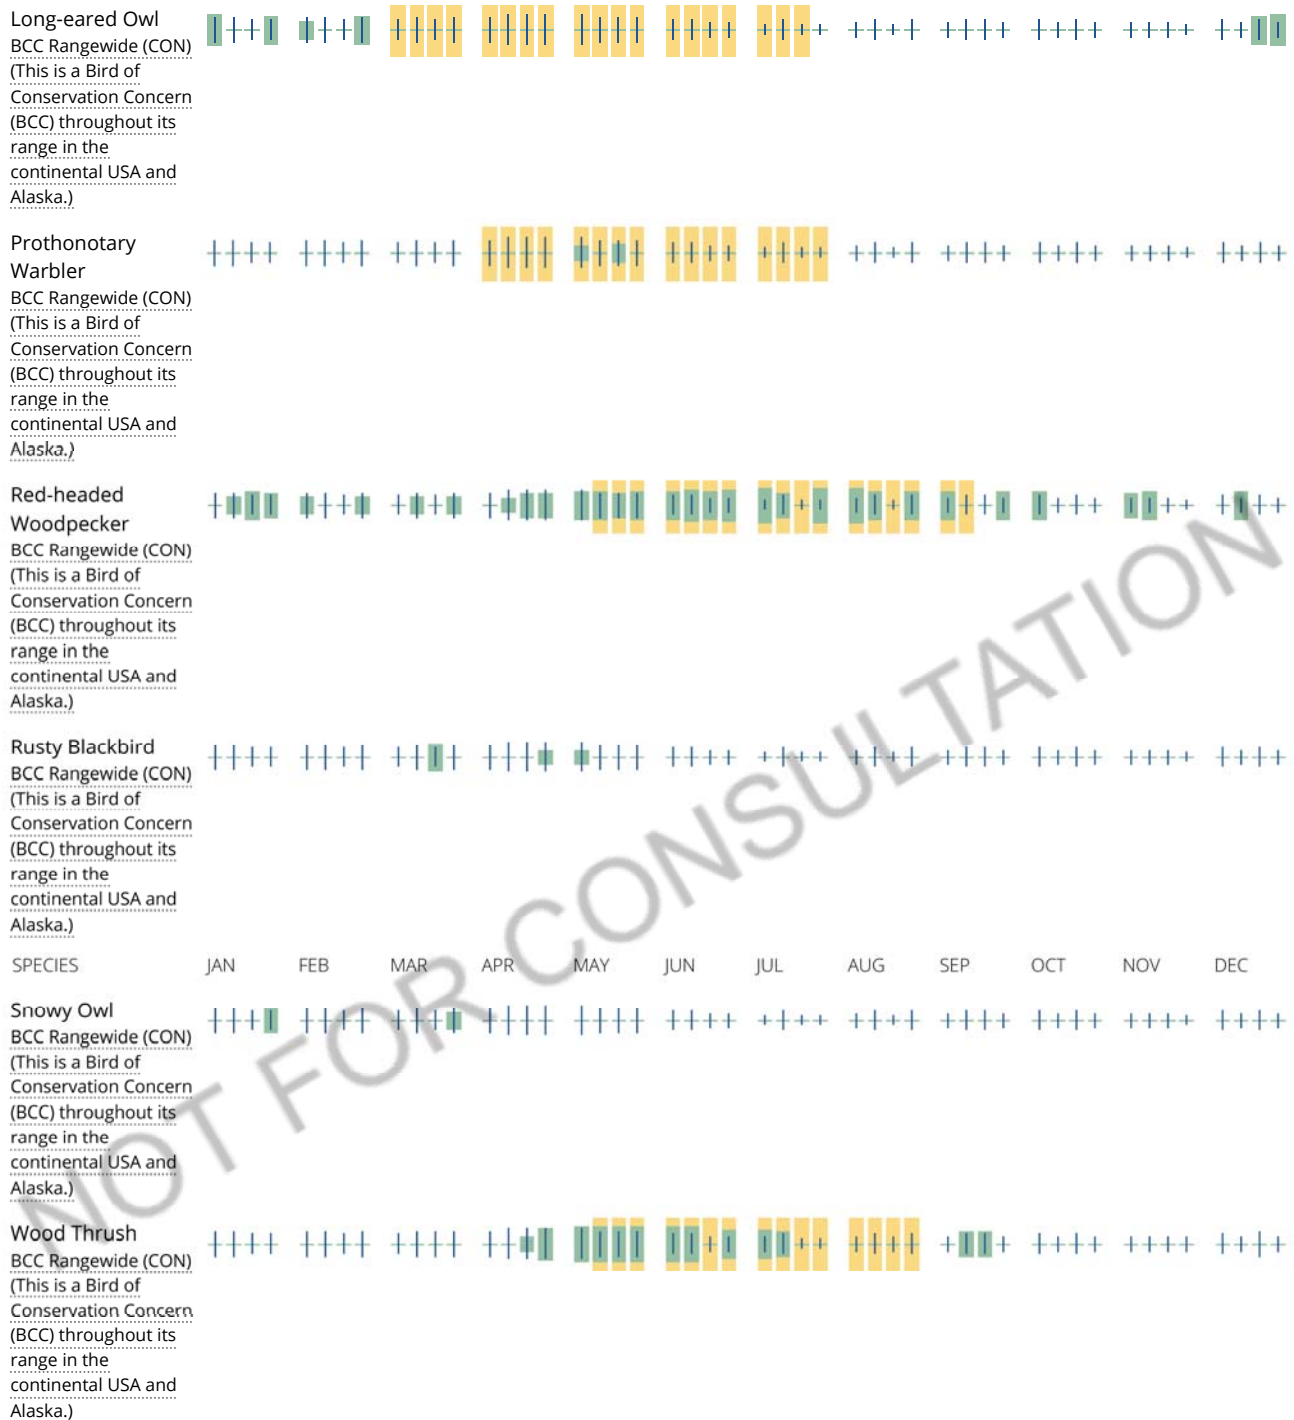 Long-eared Owl
BCC Rangewide (CON)
(This is a Bird of
Conservation Concern
(BCC) throughout its
range in the
continental USA and
Alaska.)
Prothonotary
Warbler
BCC Rangewide (CON)
(This is a Bird of
Conservation Concern
(BCC) throughout its
range in the
continental USA and
Alaska.)
Red-headed
Woodpecker
BCC Rangewide (CON)
(This is a Bird of
Conservation Concern
(BCC) throughout its
range in the
continental USA and
Alaska.)
Rusty Blackbird
BCC Rangewide (CON)
(This is a Bird of
Conservation Concern
(BCC) throughout its
range in the
continental USA and
Alaska.)
SPECIES JAN FEB MAR APR MAY JUN JUL AUG SEP OCT NOV DEC
Snowy Owl
BCC Rangewide (CON)
(This is a Bird of
Conservation Concern
(BCC) throughout its
range in the
continental USA and
Alaska.)
Wood Thrush
BCC Rangewide (CON)
(This is a Bird of
Conservation Concern
(BCC) throughout its
range in the
continental USA and
Alaska.)
NOT FOR CONSULTATION